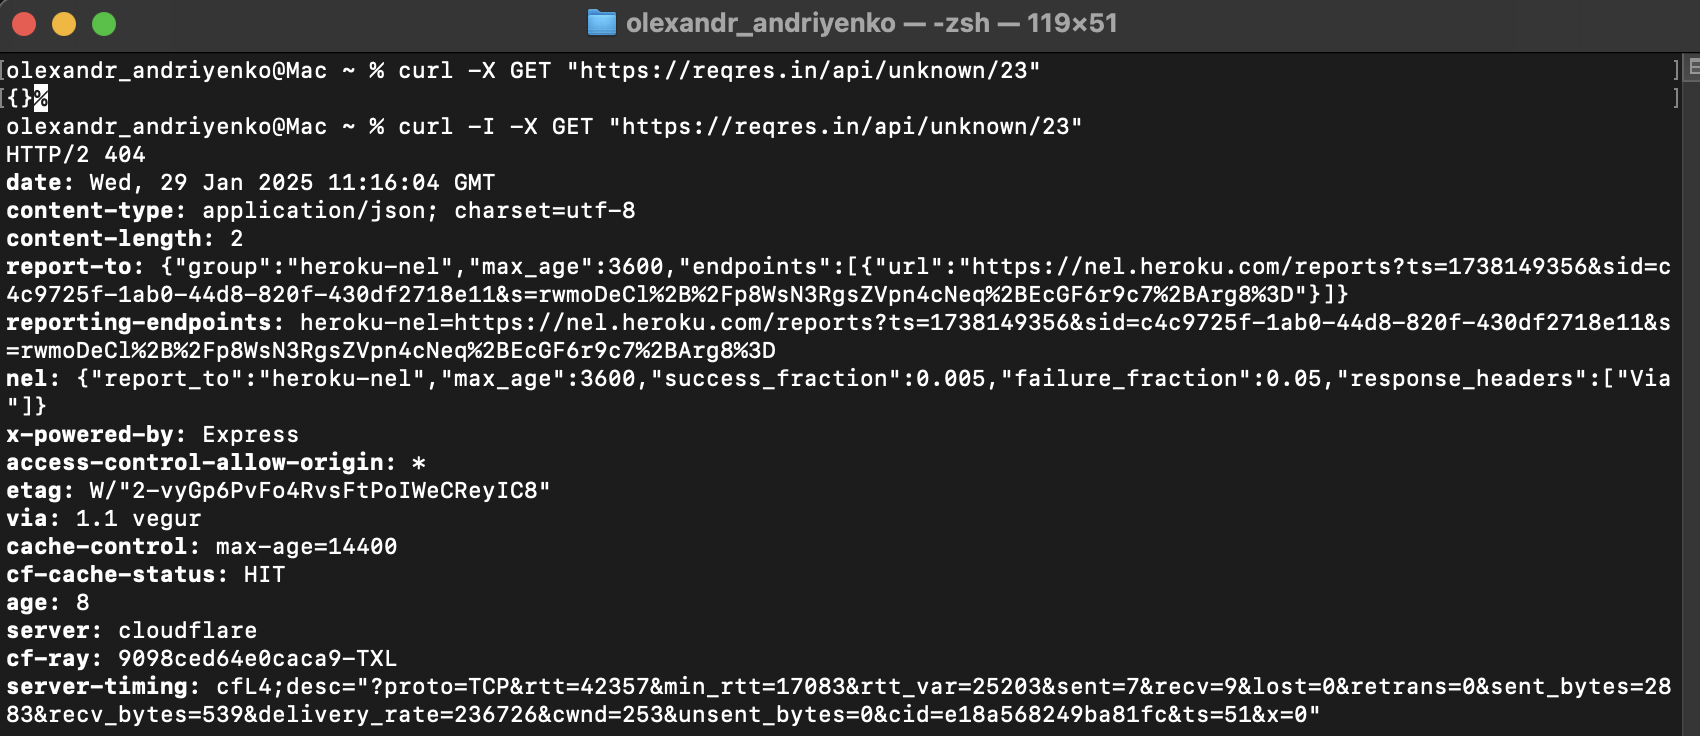 olexandr_andriyenko — -zsh — 119×51
[olexandr_andriyenko@Mac ~ % curl -X GET "https://reqres.in/api/unknown/23" ]
[{}% ]
olexandr_andriyenko@Mac ~ % curl -I -X GET "https://reqres.in/api/unknown/23"
HTTP/2 404
date: Wed, 29 Jan 2025 11:16:04 GMT
content-type: application/json; charset=utf-8
content-length: 2
report-to: {"group":"heroku-nel","max_age":3600,"endpoints":[{"url":"https://nel.heroku.com/reports?ts=1738149356&sid=c
4c9725f-1ab0-44d8-820f-430df2718e11&s=rwmoDeCl%2B%2Fp8WsN3RgsZVpn4cNeq%2BEcGF6r9c7%2BArg8%3D"}]}
reporting-endpoints: heroku-nel=https://nel.heroku.com/reports?ts=1738149356&sid=c4c9725f-1ab0-44d8-820f-430df2718e11&s
=rwmoDeCl%2B%2Fp8WsN3RgsZVpn4cNeq%2BEcGF6r9c7%2BArg8%3D
nel: {"report_to":"heroku-nel","max_age":3600,"success_fraction":0.005,"failure_fraction":0.05,"response_headers":["Via
"]}
x-powered-by: Express
access-control-allow-origin: *
etag: W/"2-vyGp6PvFo4RvsFtPoIWeCReyIC8"
via: 1.1 vegur
cache-control: max-age=14400
cf-cache-status: HIT
age: 8
server: cloudflare
cf-ray: 9098ced64e0caca9-TXL
server-timing: cfL4;desc="?proto=TCP&rtt=42357&min_rtt=17083&rtt_var=25203&sent=7&recv=9&lost=0&retrans=0&sent_bytes=28
83&recv_bytes=539&delivery_rate=236726&cwnd=253&unsent_bytes=0&cid=e18a568249ba81fc&ts=51&x=0"